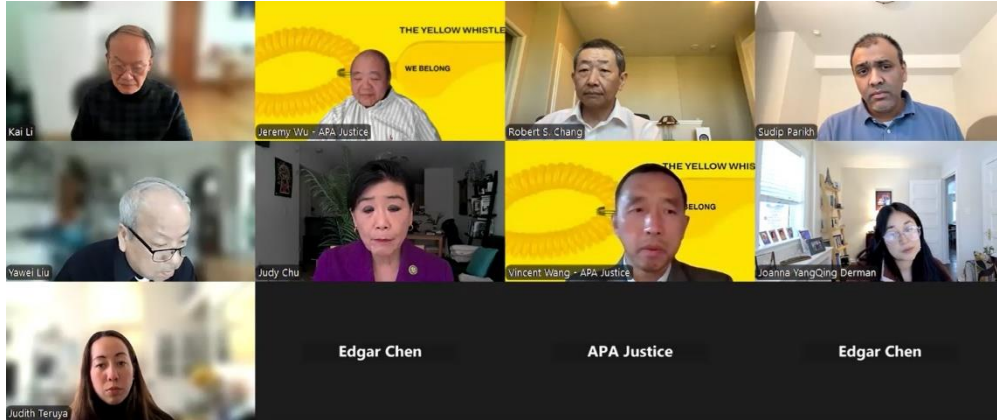 THE YELLOW WHISTLE
WE BELONG
Kai Li
Jeremy Wu - APA Justice
Robert S. Chang
Sudip Parikh
THE YELLOW WHIS
BELONG
Yawei Liu
Judy Chu
Vincent Wang - APA Justice
Joanna YangQing Derman
Edgar Chen
APA Justice
Edgar Chen
Judith Teruya